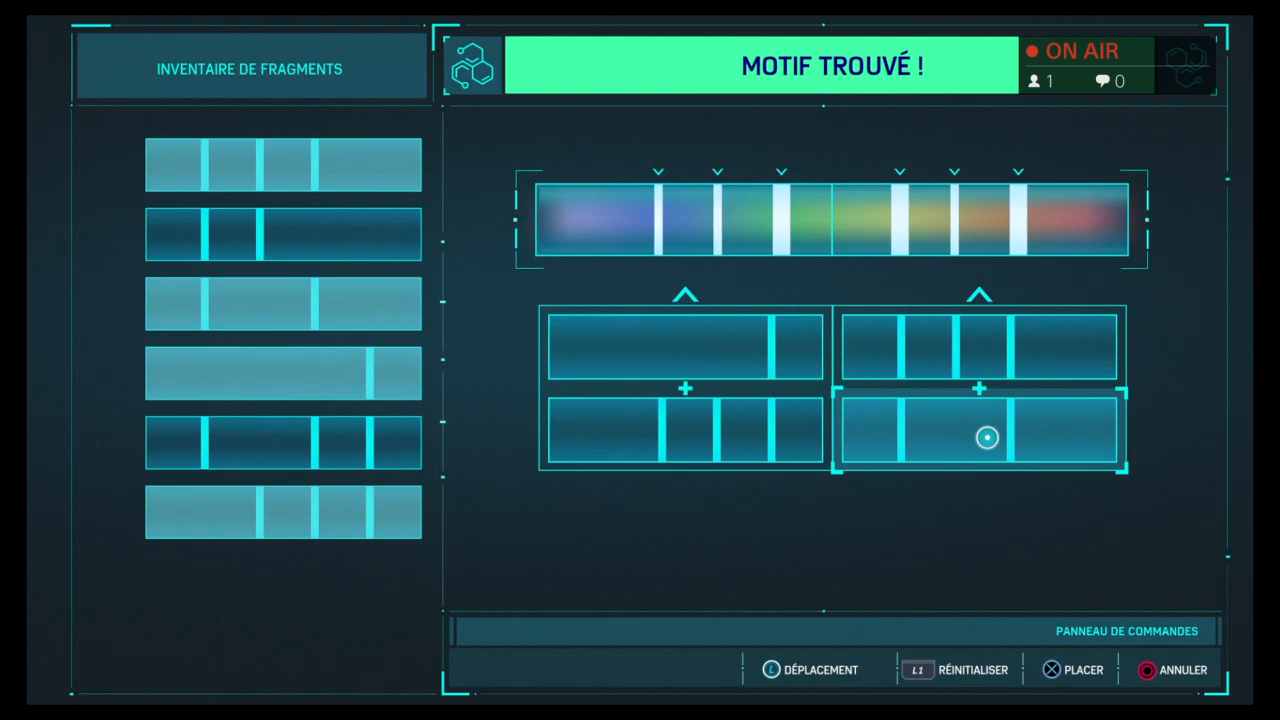 INVENTAIRE DE FRAGMENTS
MOTIF TROUVÉ !
ON AIR
1 0
PANNEAU DE COMMANDES
L DÉPLACEMENT L1 RÉINITIALISER PLACER ANNULER